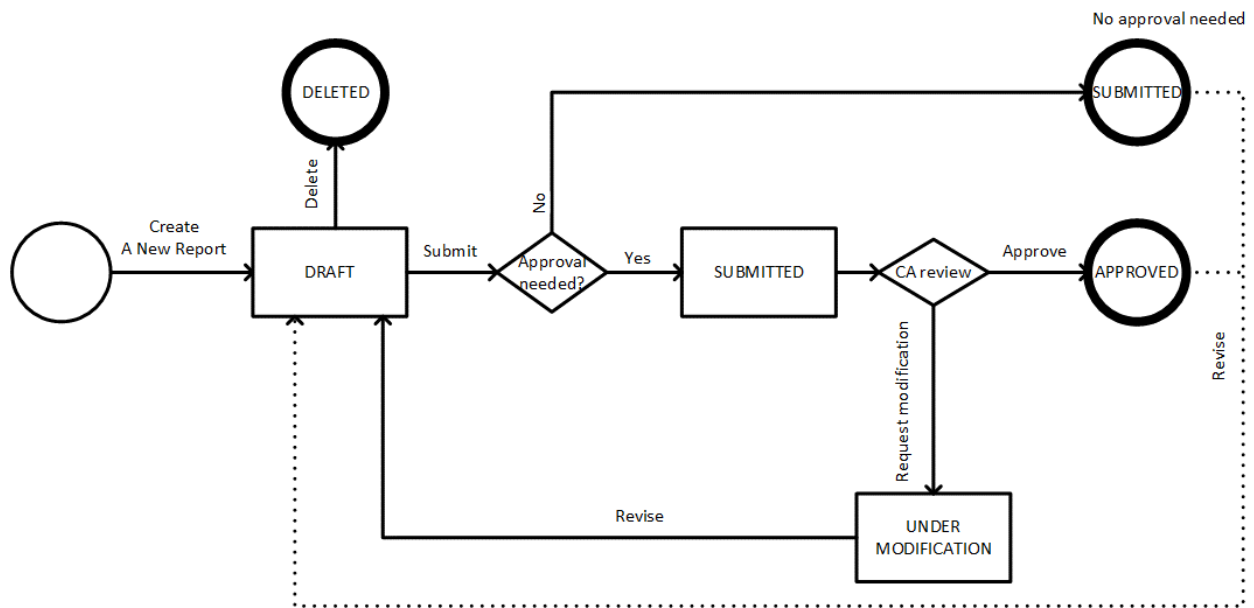 No approval needed
DELETED
SUBMITTED
Delete
No
Create
A New Report
DRAFT
Submit
Approval
needed?
Yes
SUBMITTED
CA review
Approve
APPROVED
Request modification
Revise
Revise
UNDER
MODIFICATION